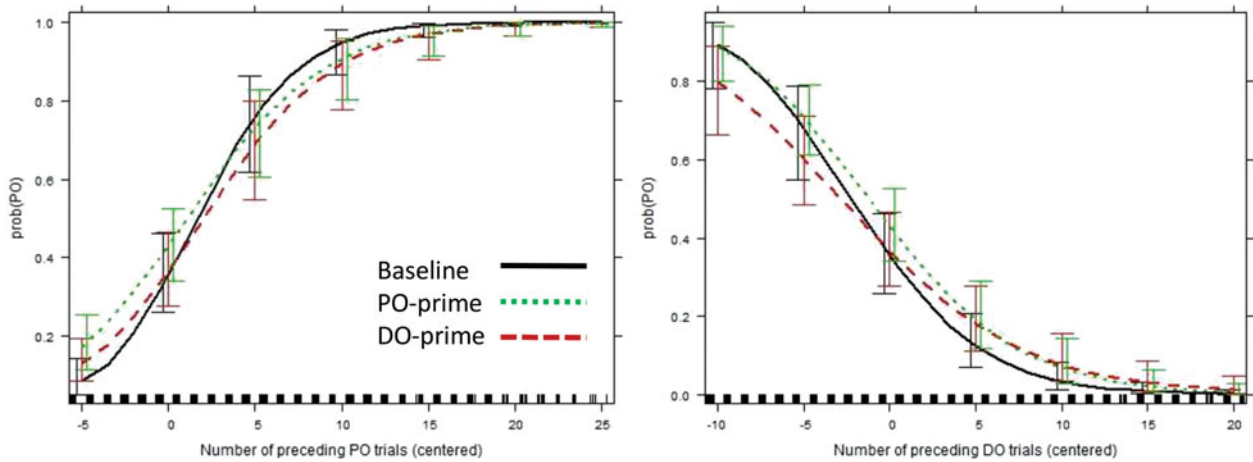 1.0
0.8
0.6
0.4
0.2
prob(PO)
-5 0 5 10 15 20 25
Number of preceding PO trials (centered)
Baseline
PO-prime
DO-prime
0.8
0.6
0.4
0.2
0.0
prob(PO)
-10 -5 0 5 10 15 20
Number of preceding DO trials (centered)